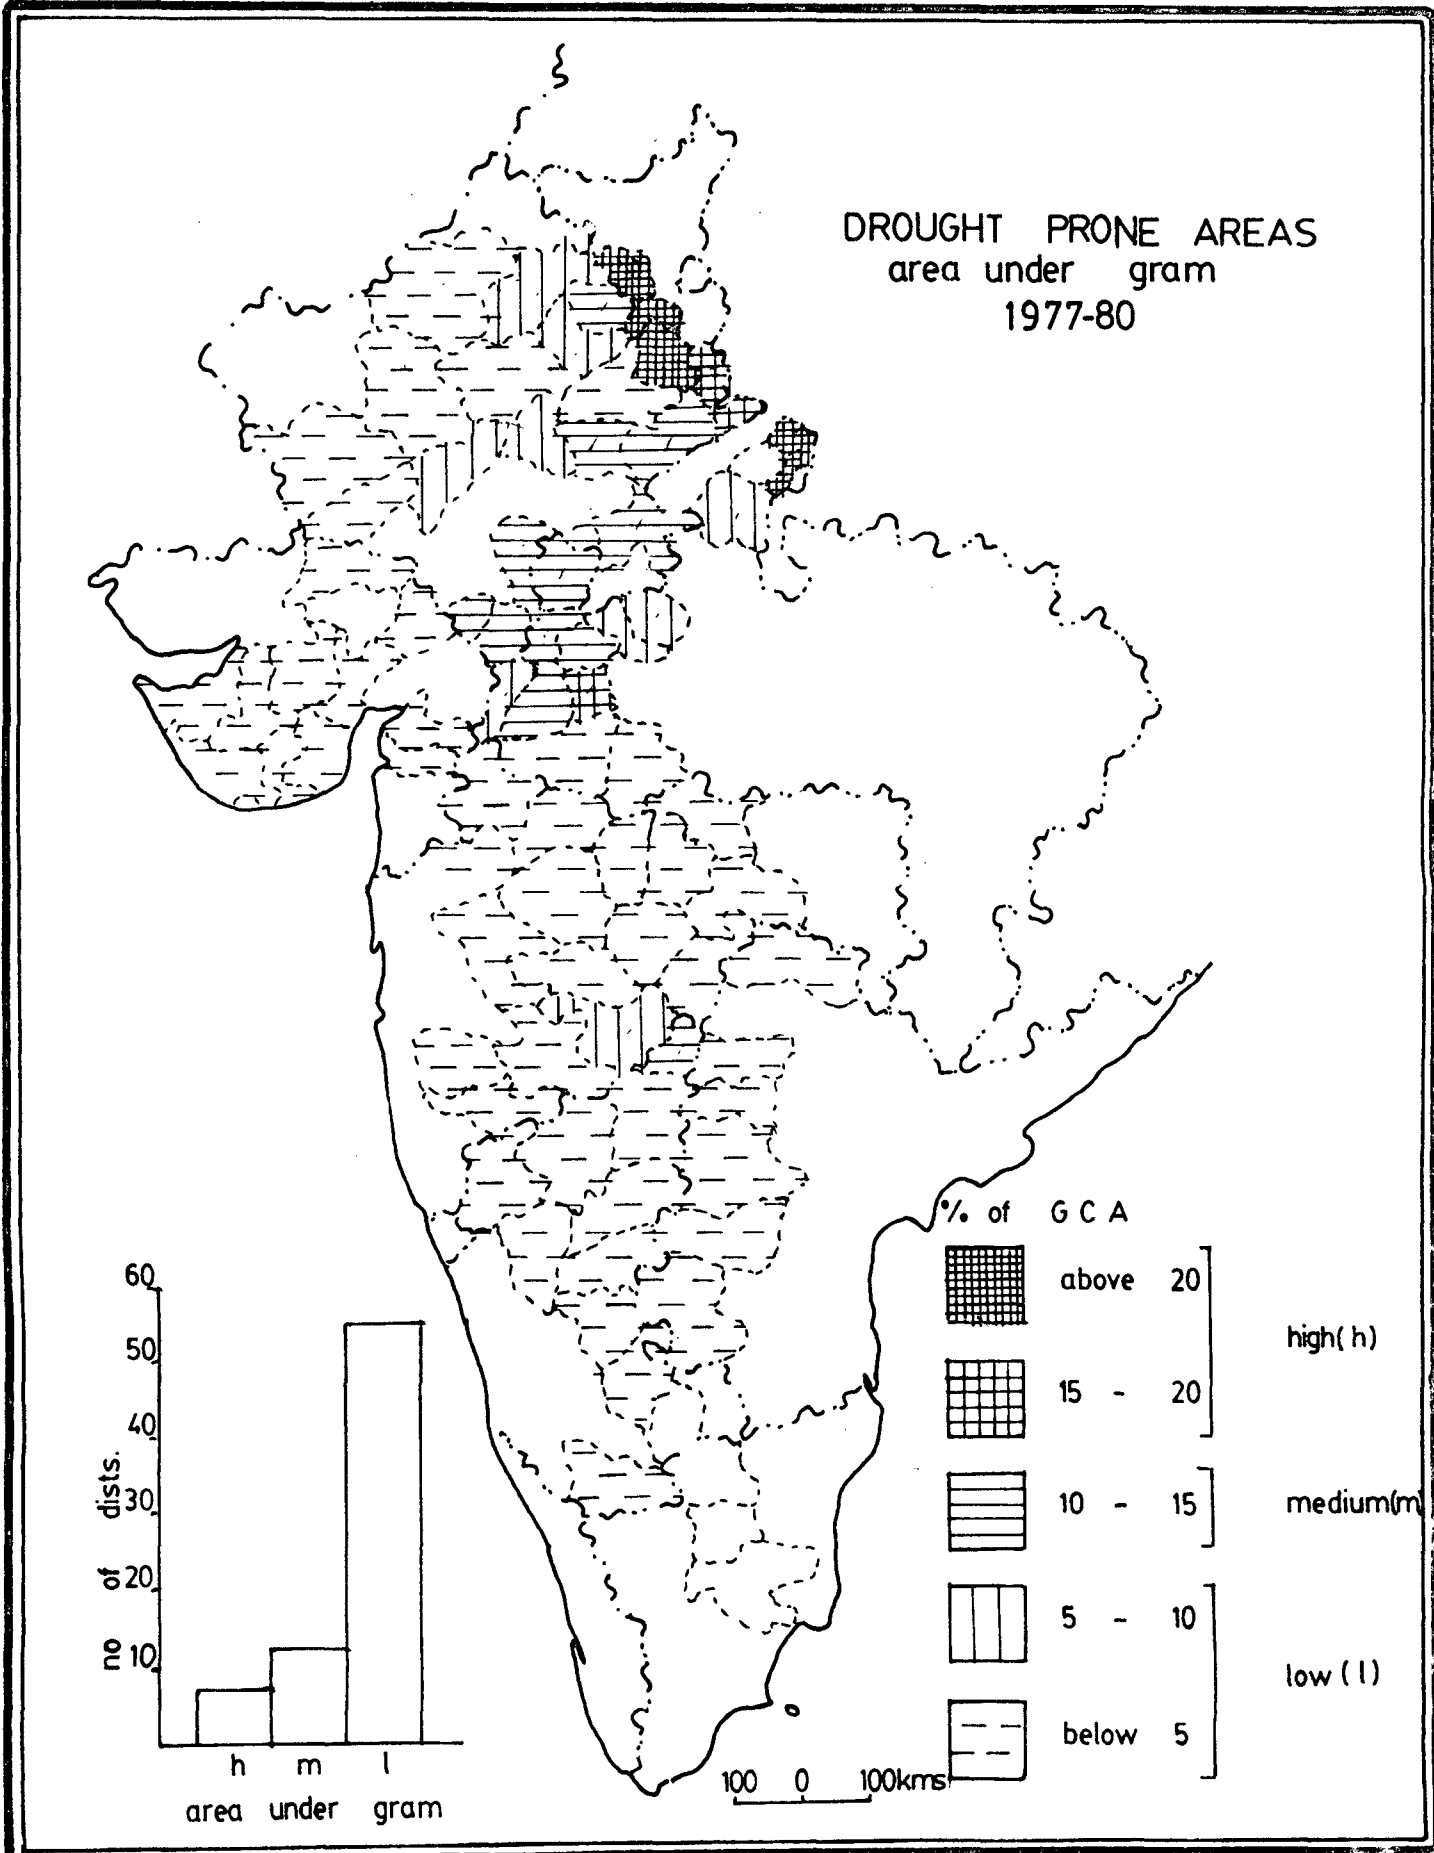 DROUGHT PRONE AREAS
area under gram
1977-80
% of G C A
above 20
high(h)
15 - 20
10 - 15
medium(m)
5 - 10
low (l)
below 5
60
50
40
30
20
10
no of dists.
h m l
area under gram
100 0 100kms